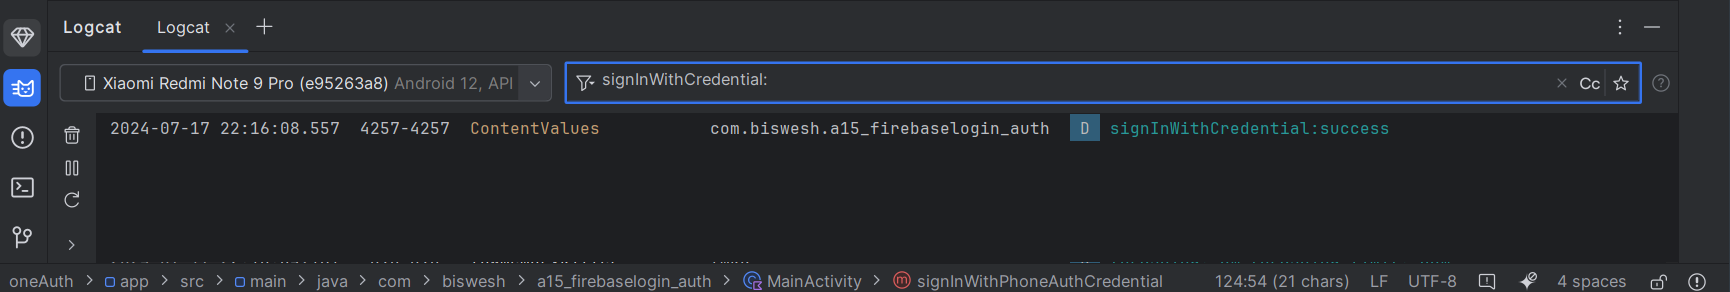 Logcat Logcat
Xiaomi Redmi Note 9 Pro (e95263a8) Android 12, API signInWithCredential: Cc
2024-07-17 22:16:08.557 4257-4257 ContentValues com.biswesh.a15_firebaselogin_auth D signInWithCredential:success
oneAuth > app > src > main > java > com > biswesh > a15_firebaselogin_auth > MainActivity > signInWithPhoneAuthCredential 124:54 (21 chars) LF UTF-8 4 spaces